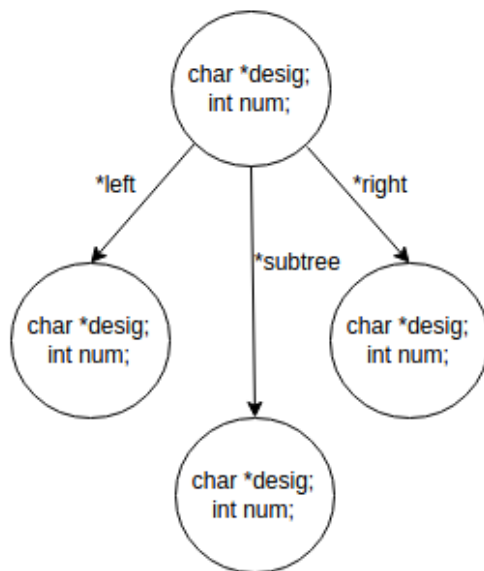 char *desig;
int num;
*left
*right
*subtree
char *desig;
int num;
char *desig;
int num;
char *desig;
int num;